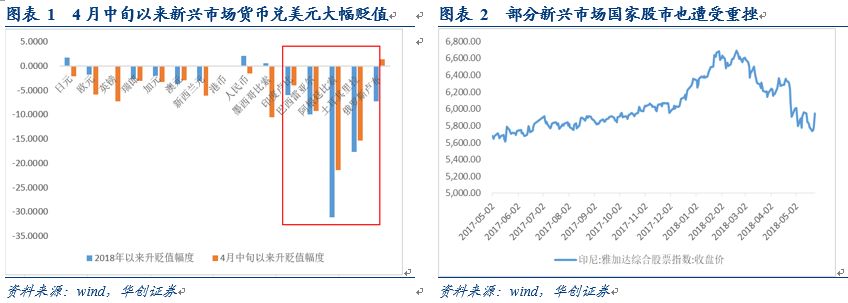 图表 1 4 月中旬以来新兴市场货币兑美元大幅贬值
5.0000
0.0000
-5.0000
-10.0000
-15.0000
-20.0000
-25.0000
-30.0000
-35.0000
日元
欧元
英镑
瑞郎
加元
澳元
新西兰元
港币
人民币
墨西哥比索
印度卢比
巴西雷亚尔
阿根廷比索
土耳其里拉
俄罗斯卢布
2018年以来升贬值幅度
4月中旬以来升贬值幅度
资料来源：wind，华创证券
图表 2 部分新兴市场国家股市也遭受重挫
6,800.00
6,600.00
6,400.00
6,200.00
6,000.00
5,800.00
5,600.00
5,400.00
5,200.00
5,000.00
2017-05-02
2017-06-02
2017-07-02
2017-08-02
2017-09-02
2017-10-02
2017-11-02
2017-12-02
2018-01-02
2018-02-02
2018-03-02
2018-04-02
2018-05-02
印尼:雅加达综合股票指数:收盘价
资料来源：wind，华创证券